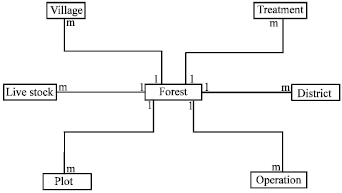 Village
Treatment
m
m
1 1
Live stock m 1 Forest 1 m District
1 1
m
m
Plot
Operation